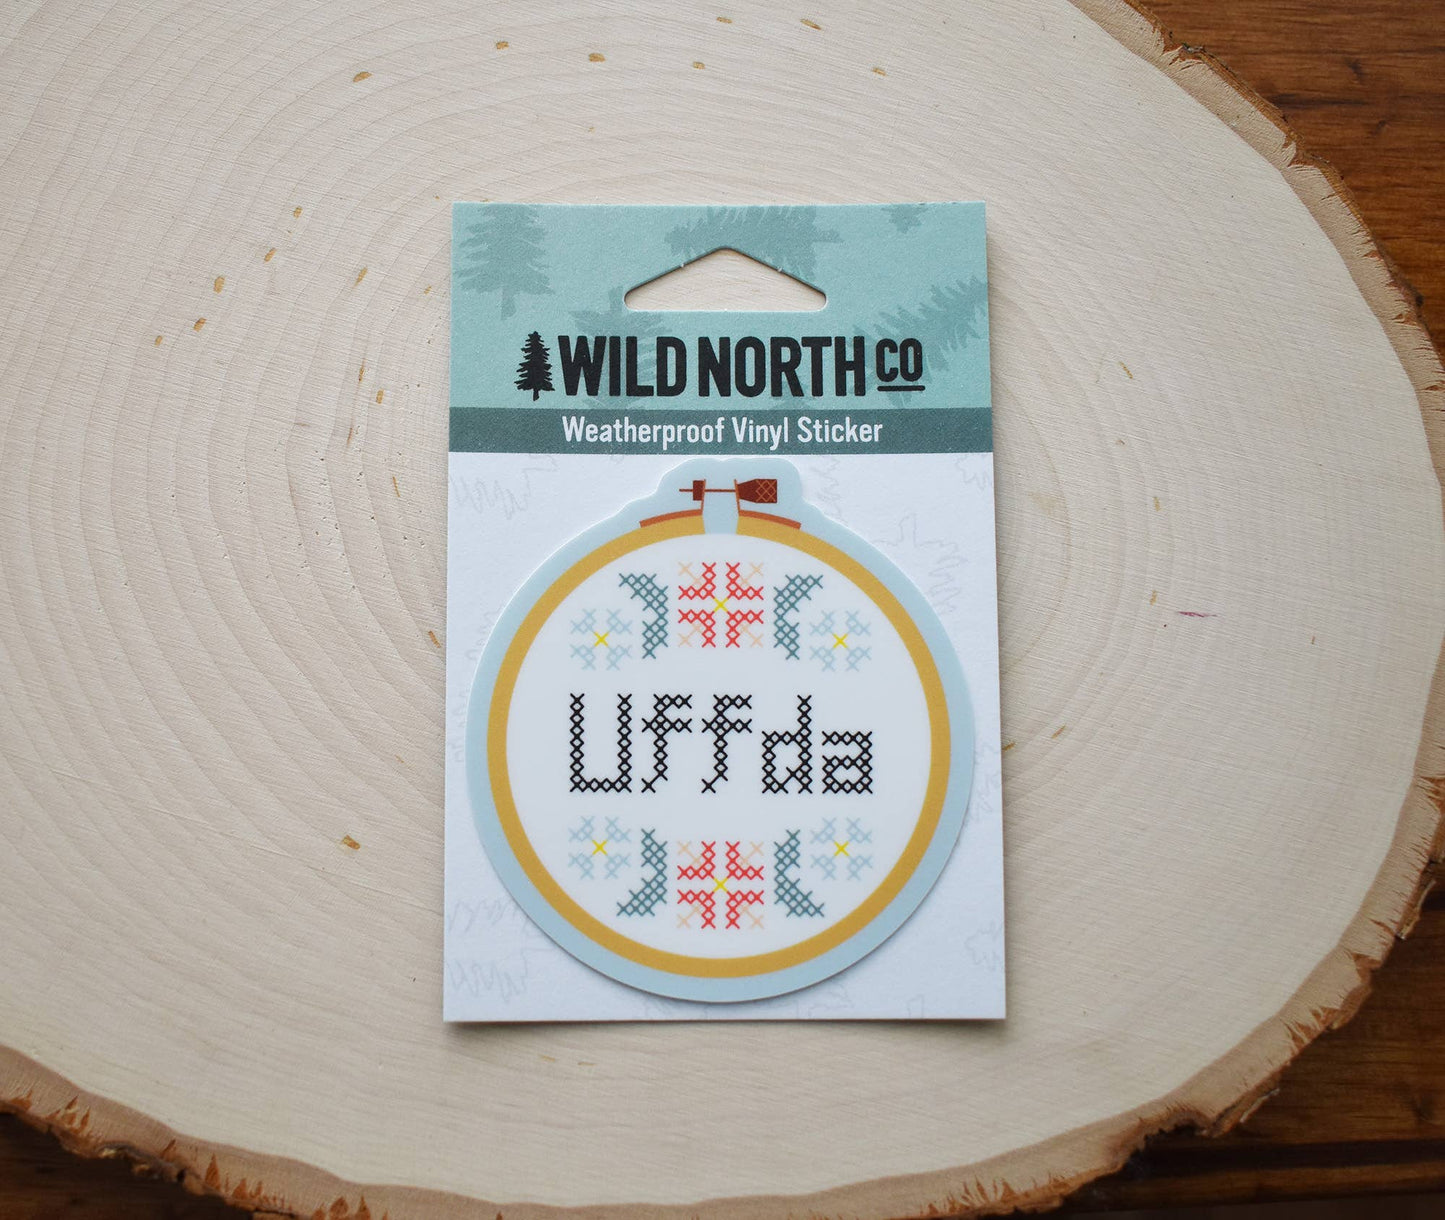 WILD NORTH CO
Weatherproof Vinyl Sticker
Uffda